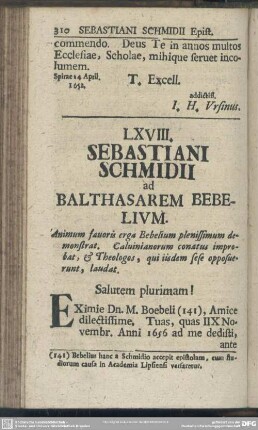 310 SEBASTIANI SCHMIDII Epist.
commendo. Deus Te in annos multos
Ecclesiae, Scholae, mihique seruet inco-
lumem.
Spirae 14 April.
1652.
T. Excell.
addictiss.
I. H. Vrsinus.
LXVIII.
SEBASTIANI
SCHMIDII
ad
BALTHASAREM BEBE-
LIVM.
Animum fauoris erga Bebelium plenissimum de-
monstrat. Caluinianorum conatus impro-
bat, & Theologos, qui iisdem sese opposue-
runt, laudat.
Salutem plurimam!
EXimie Dn. M. Boebeli (141), Amice
dilectissime, Tuas, quas IIX No-
vembr. Anni 1656 ad me dedisti,
ante
(141) Bebelius hanc a Schmidio accepit epistolam, cum stu-
diorum causa in Academia Lipsiensi versaretur.